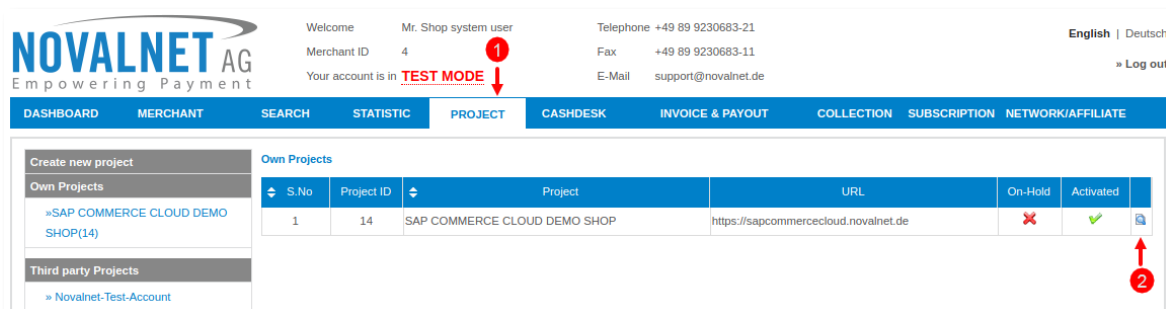 NOVALNET AG
Empowering Payment
Welcome Mr. Shop system user
Merchant ID 4
Your account is in TEST MODE
1
Telephone +49 89 9230683-21
Fax +49 89 9230683-11
E-Mail support@novalnet.de
English | Deutsch
» Log out
DASHBOARD MERCHANT SEARCH STATISTIC PROJECT CASHDESK INVOICE & PAYOUT COLLECTION SUBSCRIPTION NETWORK/AFFILIATE
Create new project
Own Projects
»SAP COMMERCE CLOUD DEMO
SHOP(14)
Third party Projects
» Novalnet-Test-Account
Own Projects
S.No Project ID Project URL On-Hold Activated
1 14 SAP COMMERCE CLOUD DEMO SHOP https://sapcommercecloud.novalnet.de
2